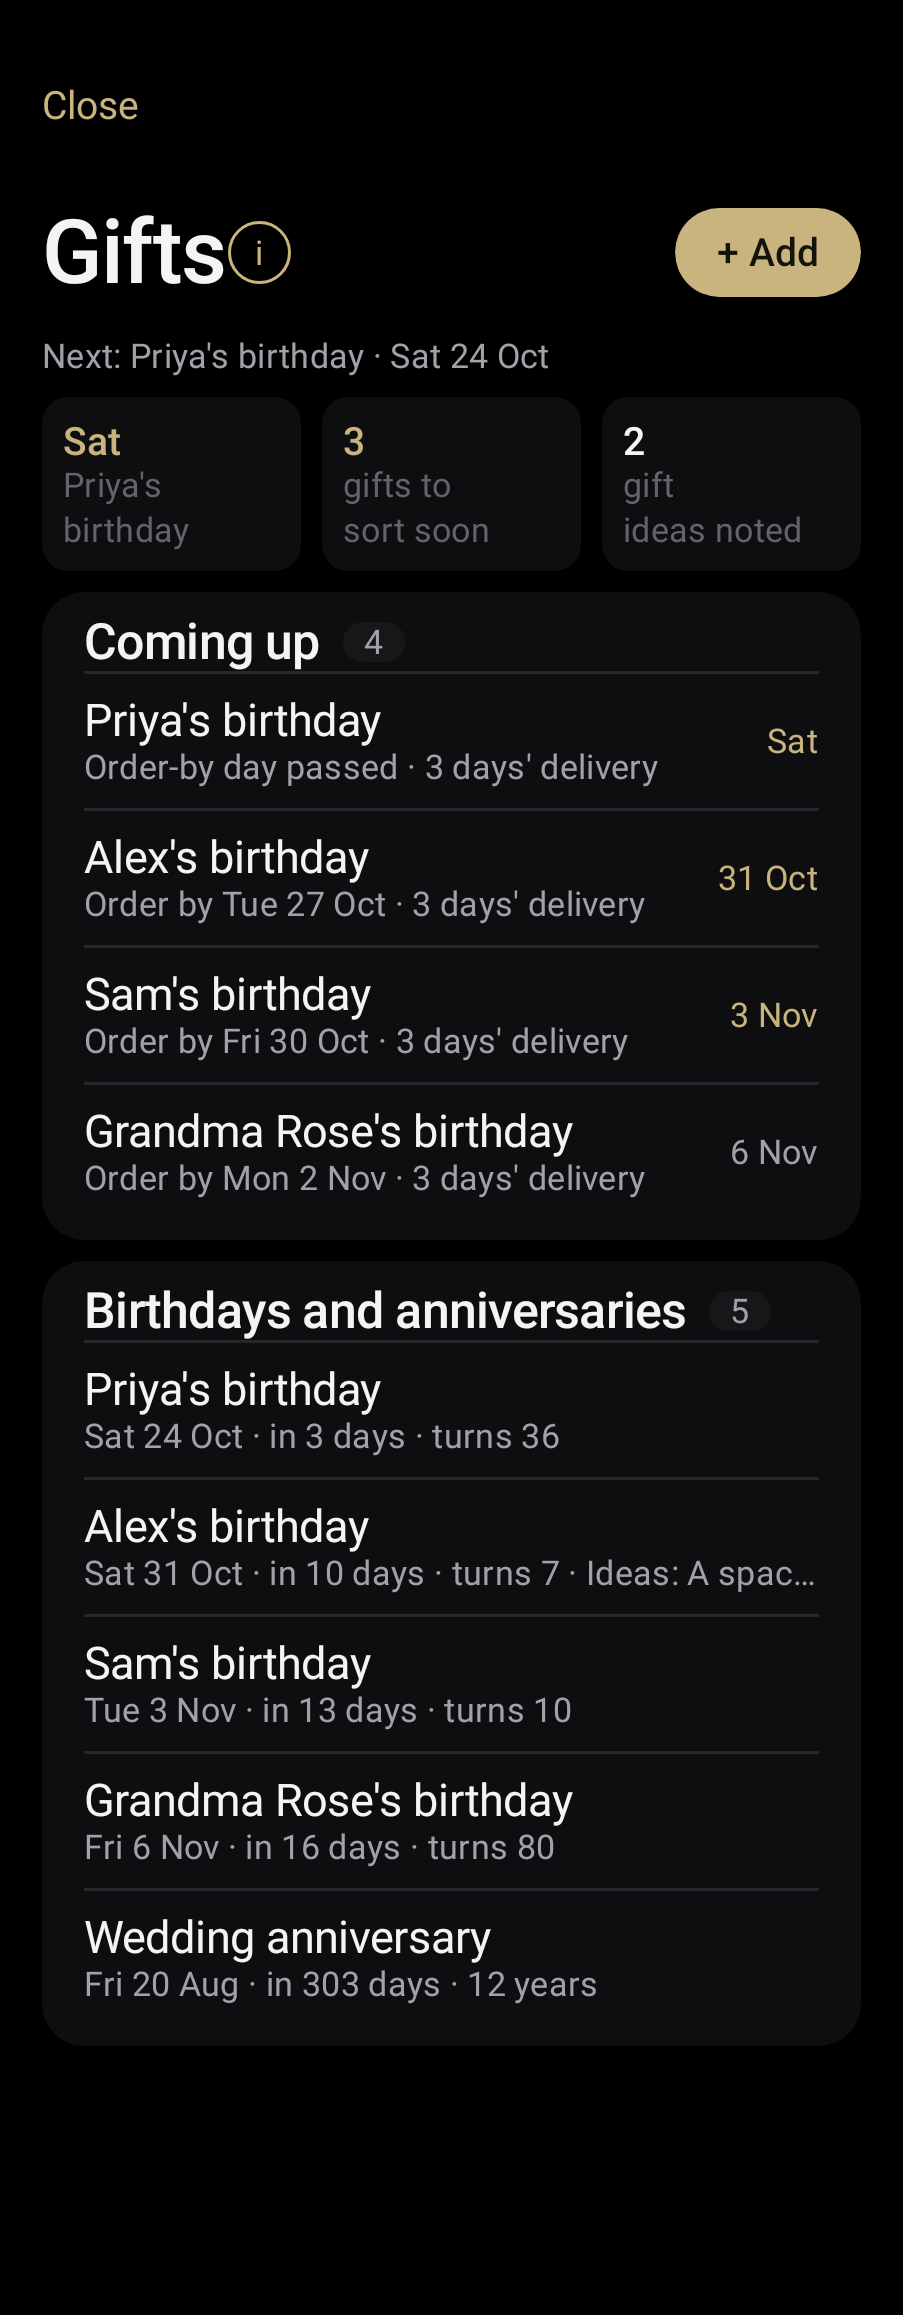 Close
Gifts i
+ Add
Next: Priya's birthday · Sat 24 Oct
Sat
Priya's
birthday
3
gifts to
sort soon
2
gift
ideas noted
Coming up 4
Priya's birthday
Order-by day passed · 3 days' delivery
Sat
Alex's birthday
Order by Tue 27 Oct · 3 days' delivery
31 Oct
Sam's birthday
Order by Fri 30 Oct · 3 days' delivery
3 Nov
Grandma Rose's birthday
Order by Mon 2 Nov · 3 days' delivery
6 Nov
Birthdays and anniversaries 5
Priya's birthday
Sat 24 Oct · in 3 days · turns 36
Alex's birthday
Sat 31 Oct · in 10 days · turns 7 · Ideas: A spac…
Sam's birthday
Tue 3 Nov · in 13 days · turns 10
Grandma Rose's birthday
Fri 6 Nov · in 16 days · turns 80
Wedding anniversary
Fri 20 Aug · in 303 days · 12 years